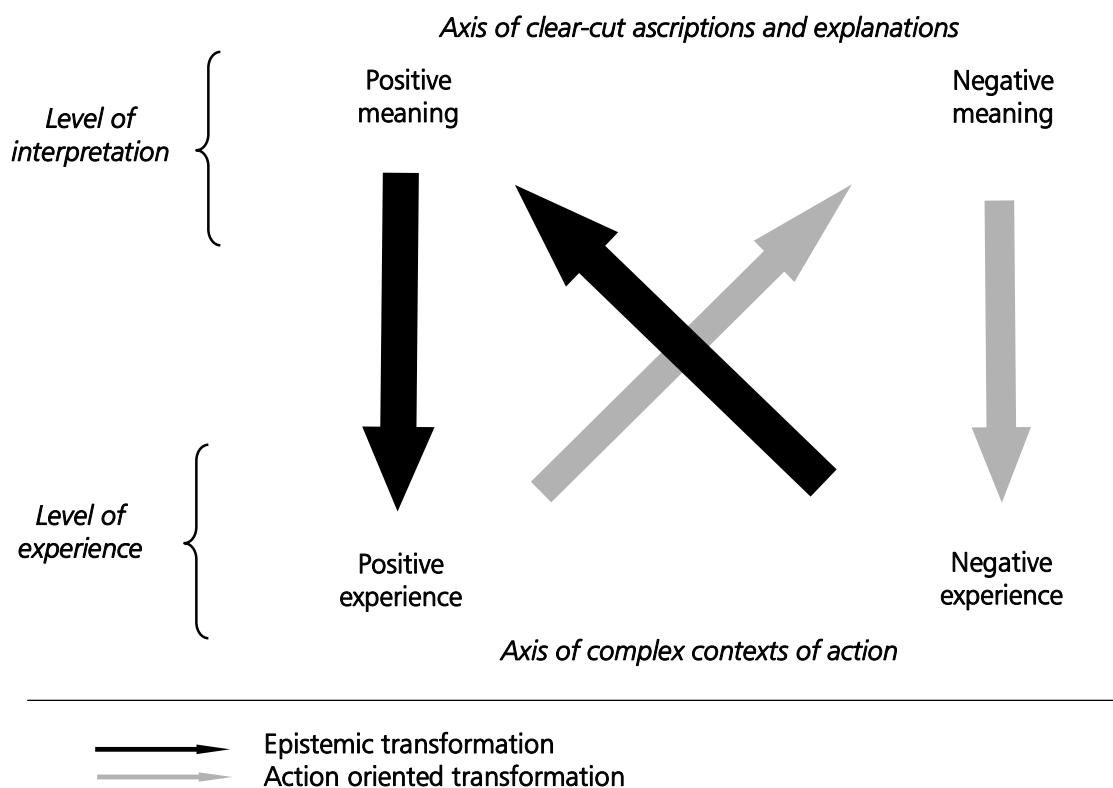 Axis of clear-cut ascriptions and explanations
Positive
meaning
Negative
meaning
Level of
interpretation
Level of
experience
Positive
experience
Negative
experience
Axis of complex contexts of action
Epistemic transformation
Action oriented transformation